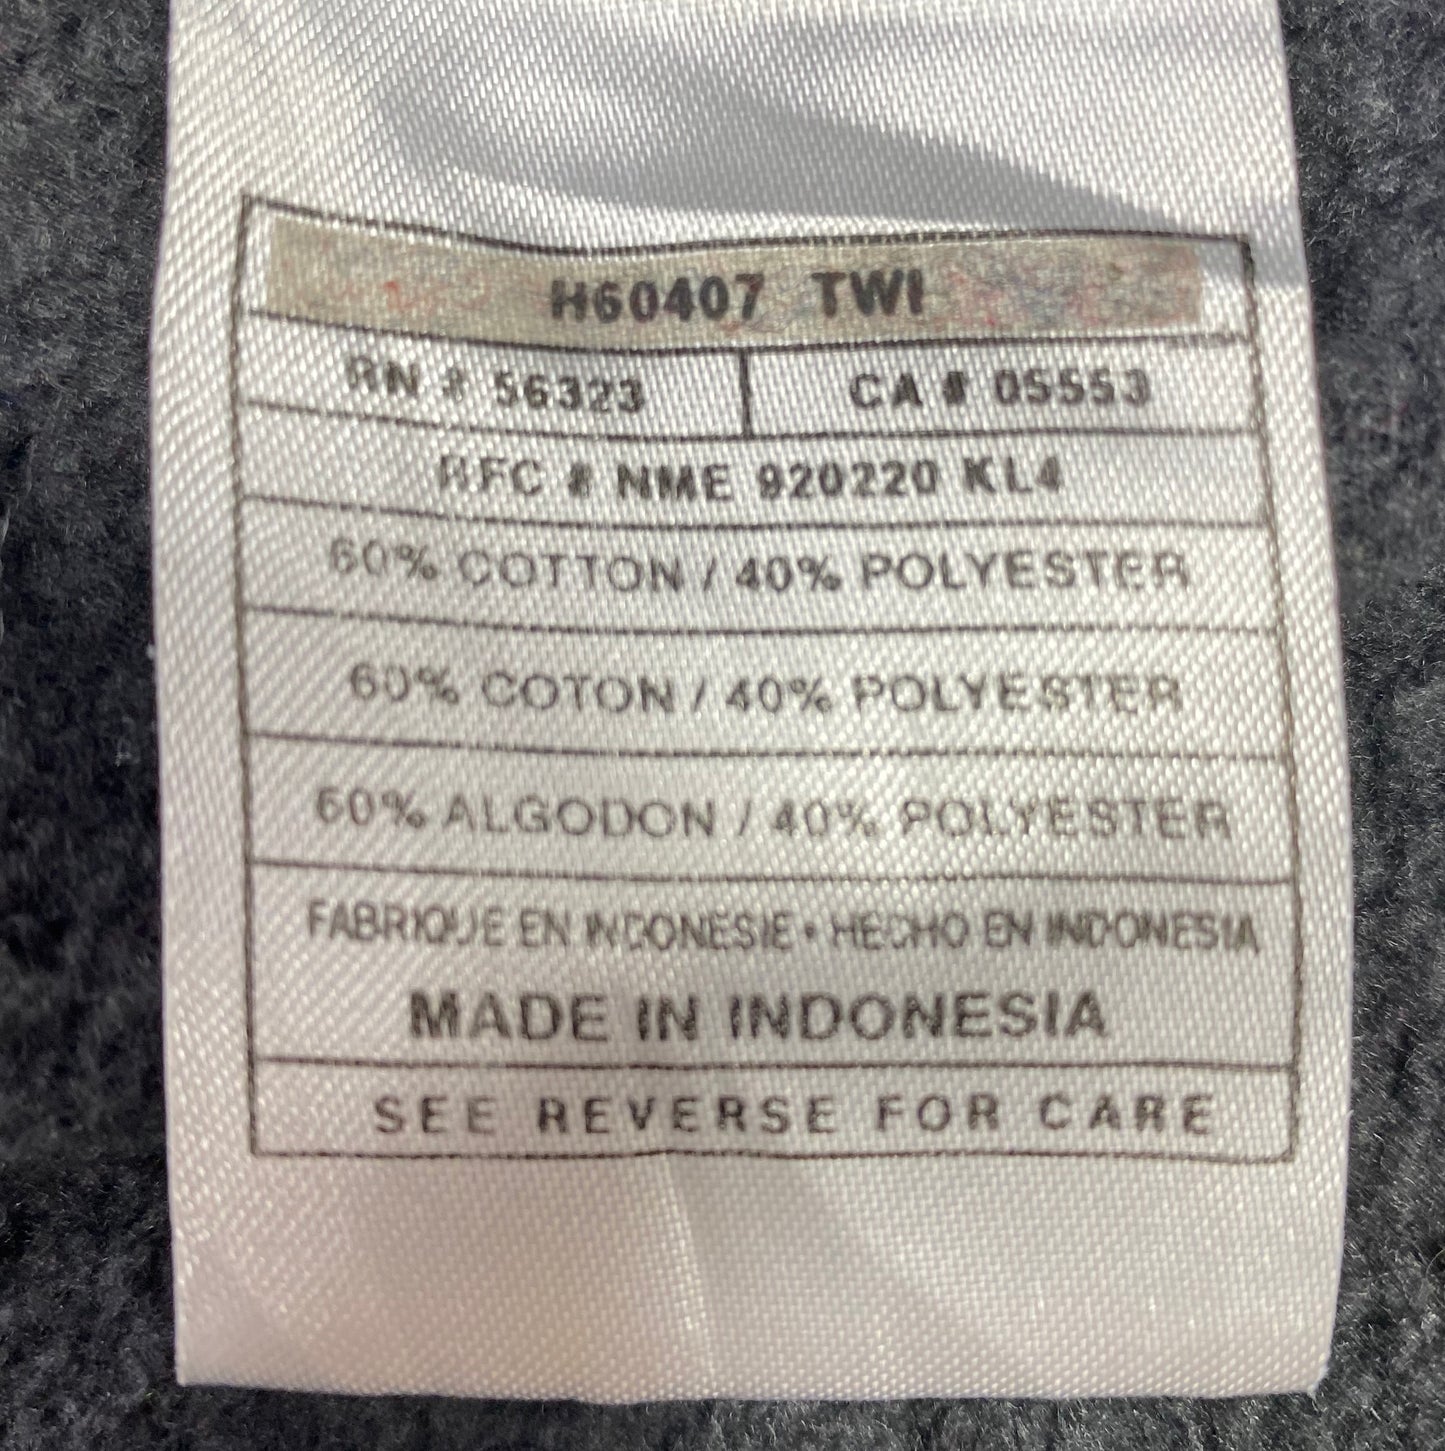 H60407 TWI
RN # 56323 CA # 05553
RFC # NME 920220 KL4
60% COTTON / 40% POLYESTER
60% COTON / 40% POLYESTER
60% ALGODON / 40% POLYESTER
FABRIQUE EN INDONESIE • HECHO EN INDONESIA
MADE IN INDONESIA
SEE REVERSE FOR CARE